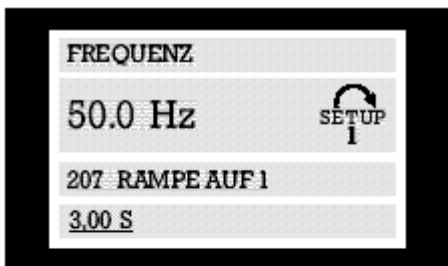 FREQUENZ
50.0 Hz
SETUP
1
207 RAMPE AUF 1
3,00 S